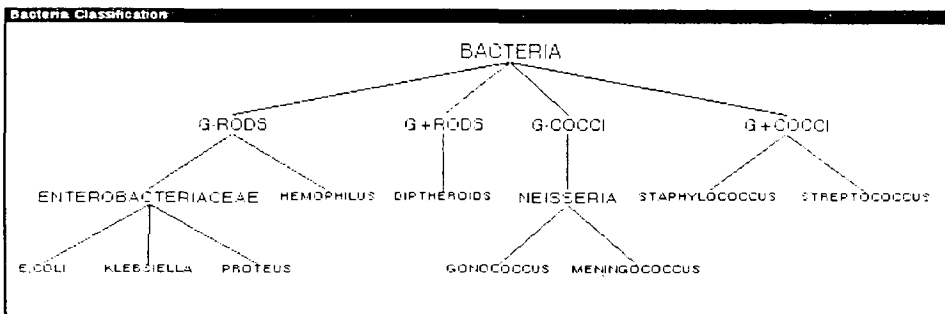 Bacteria Classification
BACTERIA
G-RODS G+RODS G-COCCI G+COCCI
ENTEROBACTERIACEAE HEMOPHILUS DIPTHEROIDS NEISSERIA STAPHYLOCOCCUS STREPTOCOCCUS
E.COLI KLEBSIELLA PROTEUS GONOCOCCUS MENINGOCOCCUS